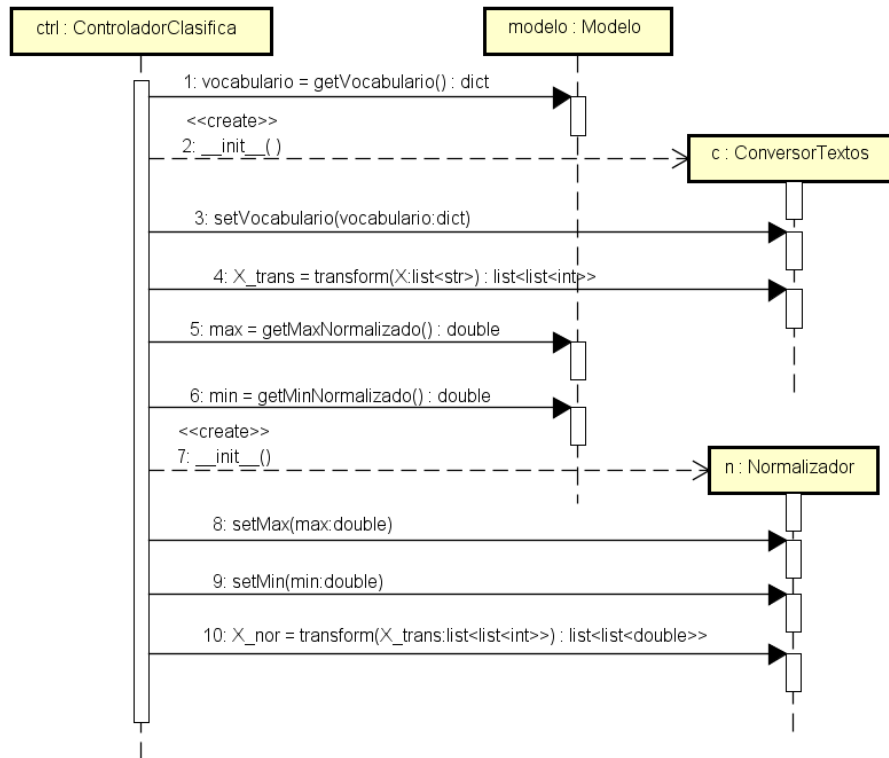 ctrl : ControladorClasifica
modelo : Modelo
1: vocabulario = getVocabulario() : dict
<<create>>
2: __init__( )
c : ConversorTextos
3: setVocabulario(vocabulario:dict)
4: X_trans = transform(X:list<str>) : list<list<int>>
5: max = getMaxNormalizado() : double
6: min = getMinNormalizado() : double
<<create>>
7: __init__()
n : Normalizador
8: setMax(max:double)
9: setMin(min:double)
10: X_nor = transform(X_trans:list<list<int>>) : list<list<double>>